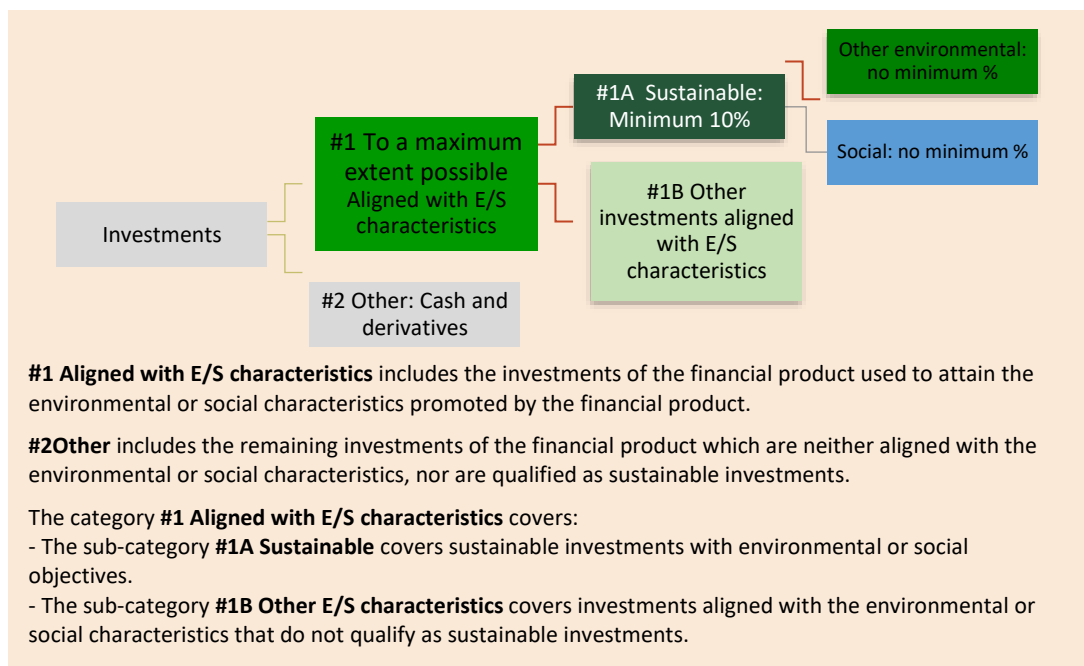 Other environmental:
no minimum %
#1A Sustainable:
Minimum 10%
#1 To a maximum
extent possible
Aligned with E/S
characteristics
Social: no minimum %
#1B Other
investments aligned
with E/S
characteristics
Investments
#2 Other: Cash and
derivatives
#1 Aligned with E/S characteristics includes the investments of the financial product used to attain the
environmental or social characteristics promoted by the financial product.
#2Other includes the remaining investments of the financial product which are neither aligned with the
environmental or social characteristics, nor are qualified as sustainable investments.
The category #1 Aligned with E/S characteristics covers:
- The sub-category #1A Sustainable covers sustainable investments with environmental or social
objectives.
- The sub-category #1B Other E/S characteristics covers investments aligned with the environmental or
social characteristics that do not qualify as sustainable investments.